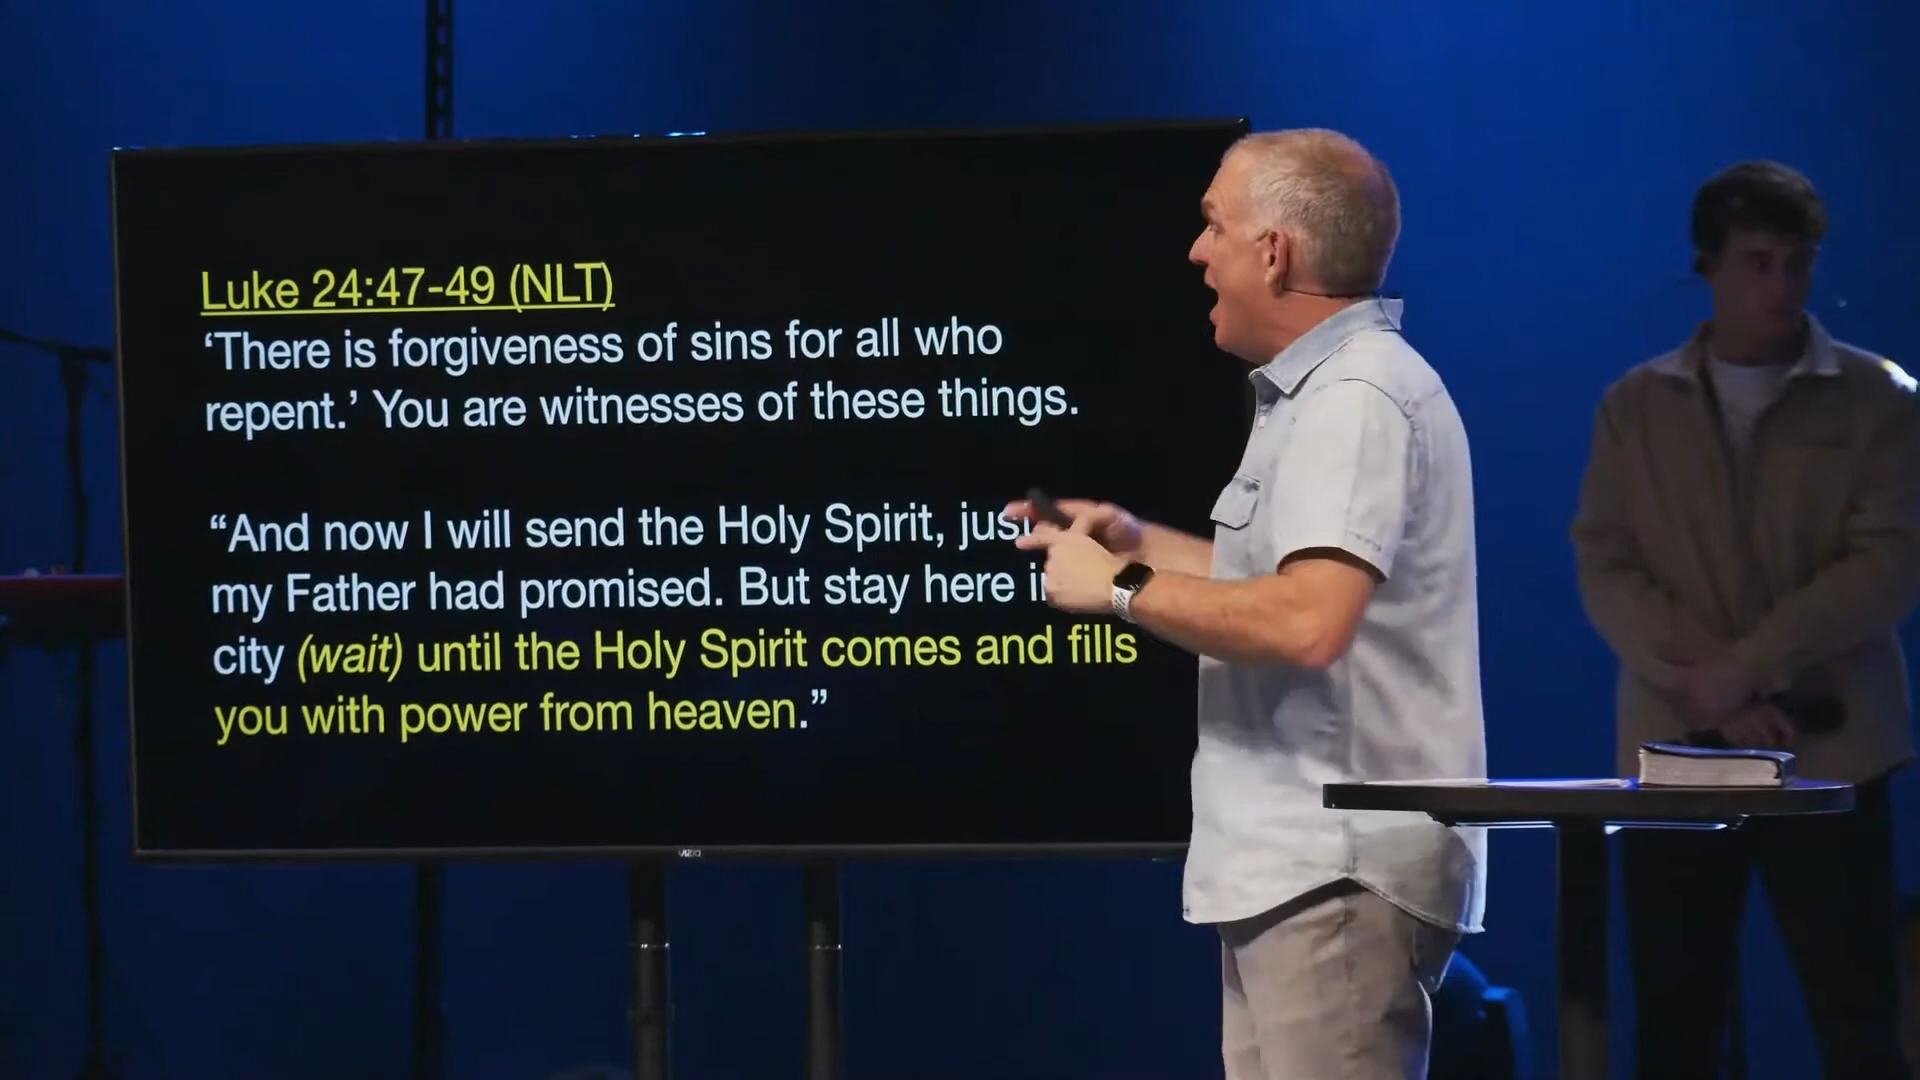 Luke 24:47-49 (NLT)
‘There is forgiveness of sins for all who
repent.’ You are witnesses of these things.
“And now I will send the Holy Spirit,
my Father had promised. But stay here
city (wait) until the Holy Spirit comes and fills
you with power from heaven.”
VIZIO